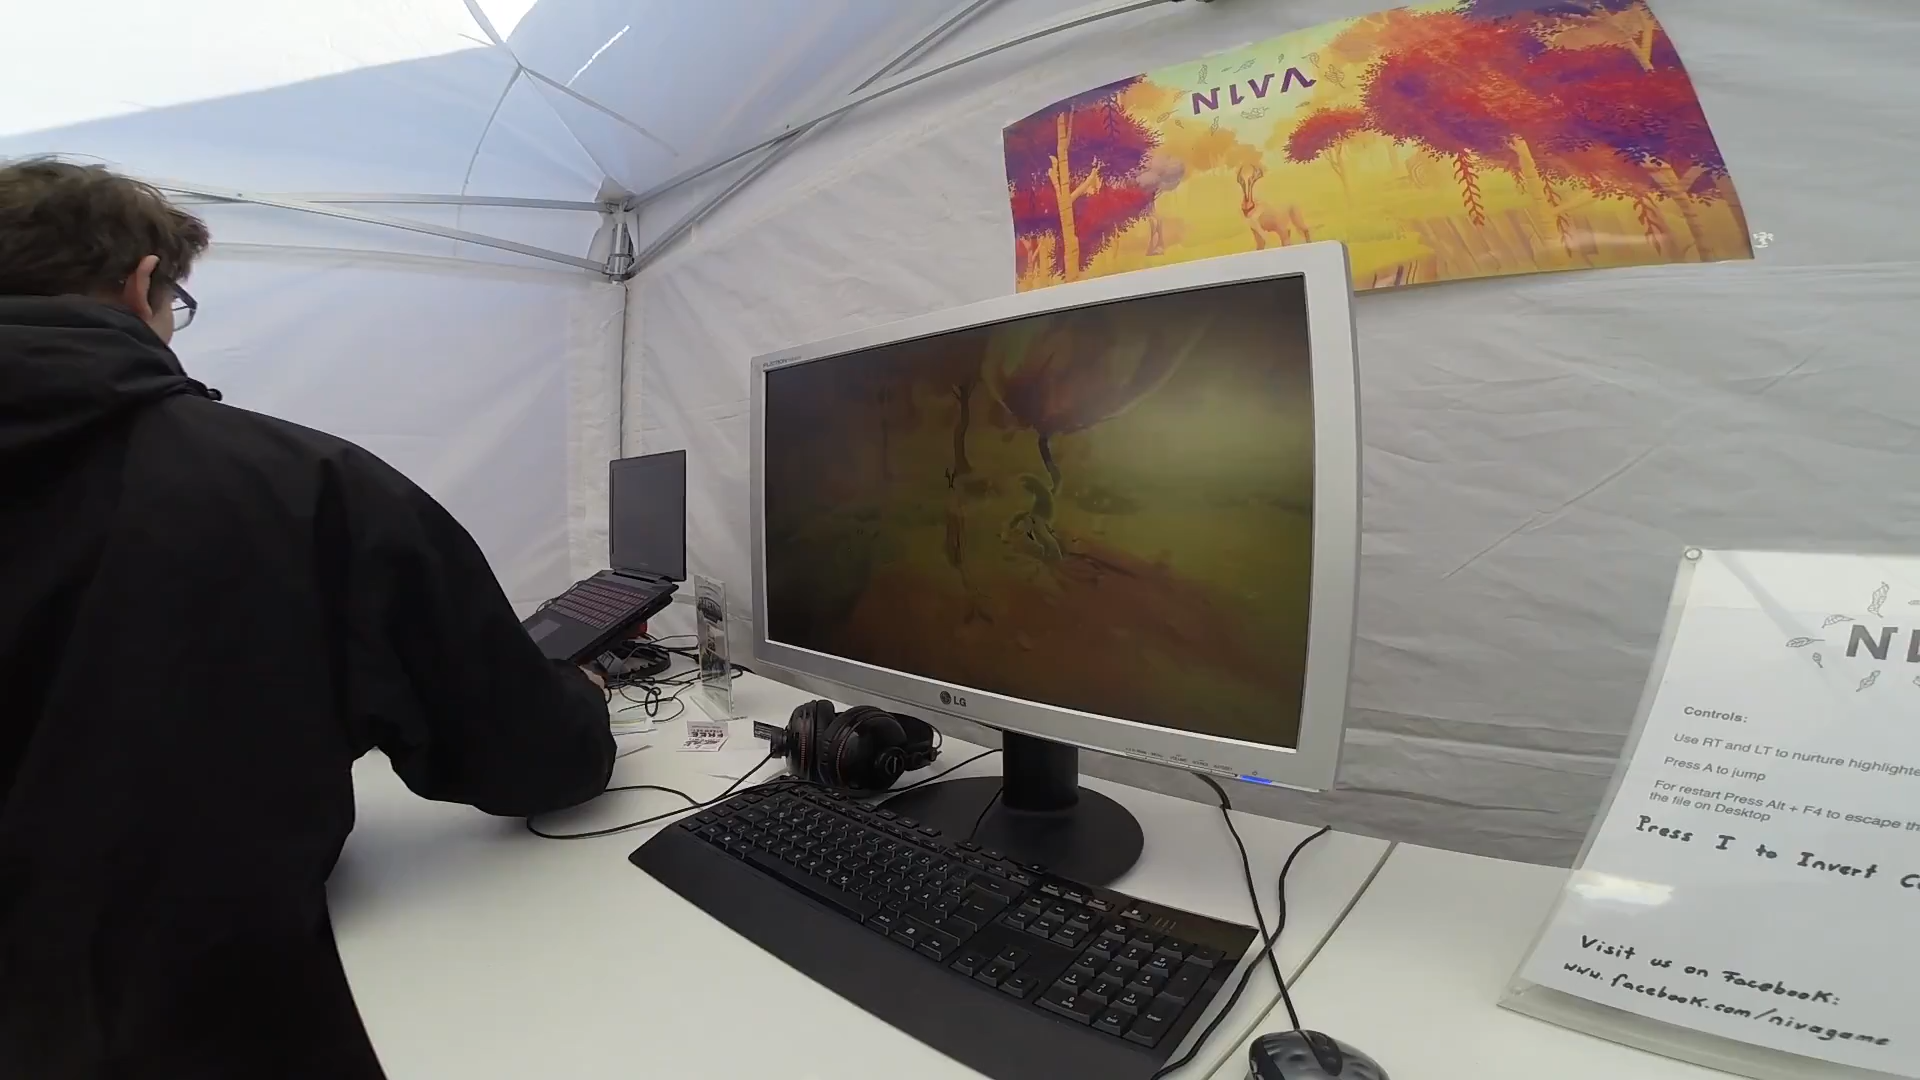 NIVA
LG
FREE
NI
Controls:
Use RT and LT to nurture highlighte
Press A to jump
For restart Press Alt + F4 to escape th
the file on Desktop
Press I to Invert C
Visit us on Facebook:
www.facebook.com/nivagame